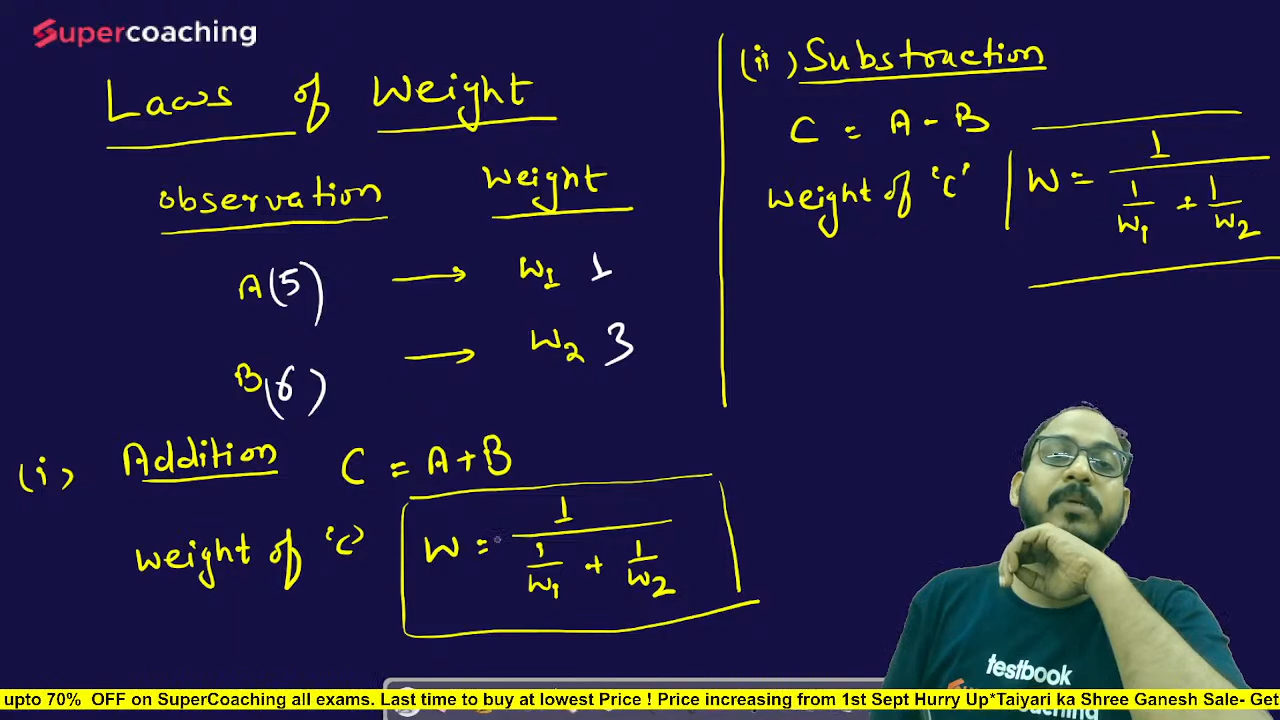 Supercoaching
Laws of Weight
observation Weight
A(5) → W1 1
B(6) → W2 3
(i) Addition C = A+B
Weight of 'C' W = 1 / (1/W1 + 1/W2)
(ii) Substraction
C = A - B
Weight of 'C' W = 1 / (1/W1 + 1/W2)
testbook
upto 70% OFF on SuperCoaching all exams. Last time to buy at lowest Price ! Price increasing from 1st Sept Hurry Up*Taiyari ka Shree Ganesh Sale- Get